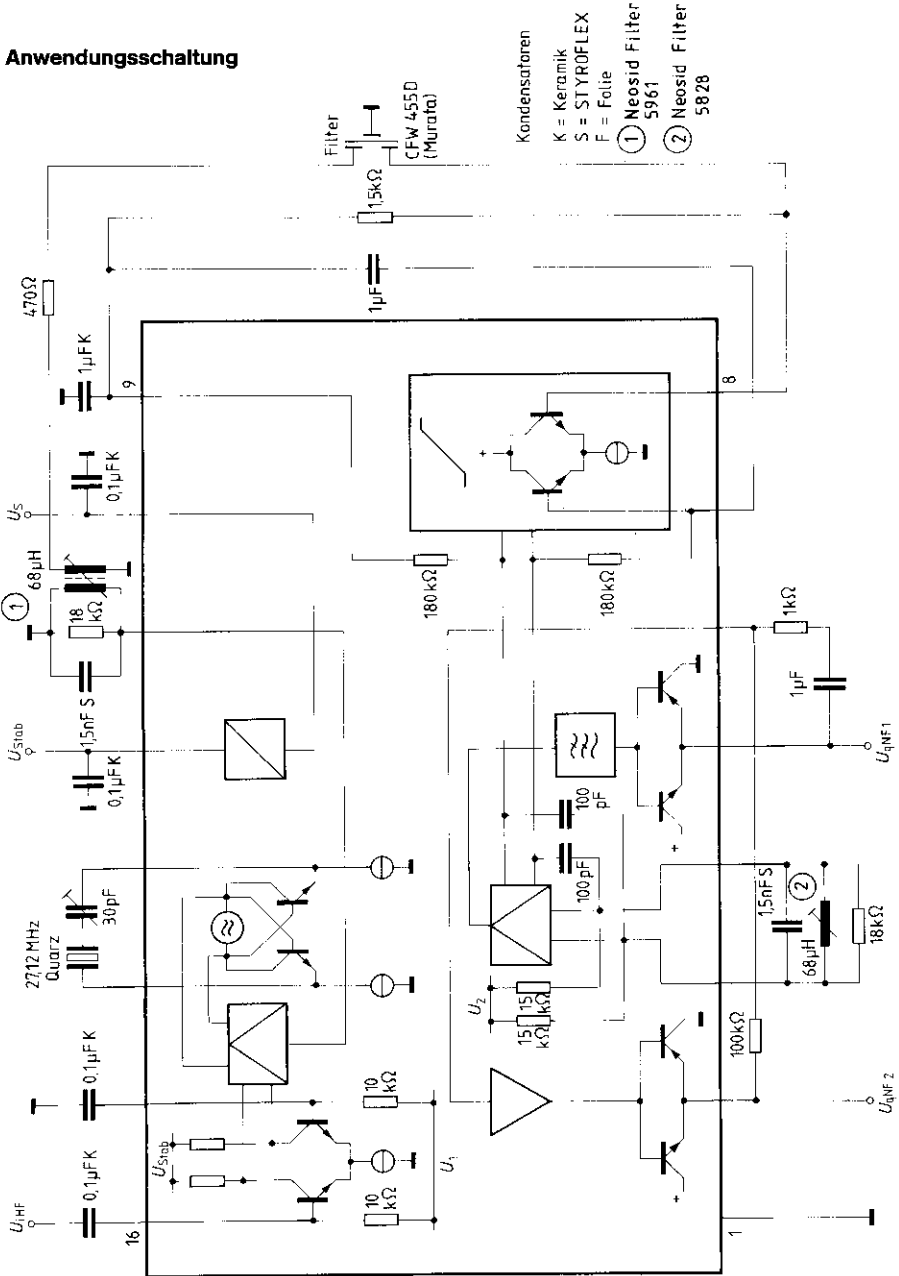 Anwendungsschaltung
Filter
CFW 455D
(Murata)
Kondensatoren
K = Keramik
S = STYROFLEX
F = Folie
1 Neosid Filter
5961
2 Neosid Filter
5828
470Ω
1,5kΩ
1µF
1µF K
9
0,1µF K
U_S
1
68µH
18
kΩ
1,5nF S
U_Stab
0,1µF K
30pF
27,12 MHz
Quarz
0,1µF K
U_iHF
0,1µF K
16
U_Stab
10
kΩ
10
kΩ
U_1
+
8
180kΩ
180kΩ
100
pF
100pF
U_2
15
kΩ
15
kΩ
+
+
1kΩ
1µF
U_qNF1
1,5nF S
2
68µH
18kΩ
100kΩ
U_qNF2
1